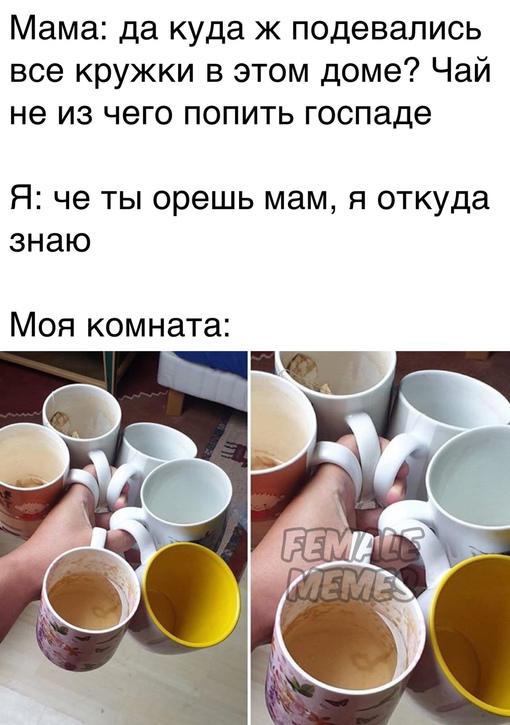 Мама: да куда ж подевались
все кружки в этом доме? Чай
не из чего попить госпаде
Я: че ты орешь мам, я откуда
знаю
Моя комната:
FEMALE
MEMES